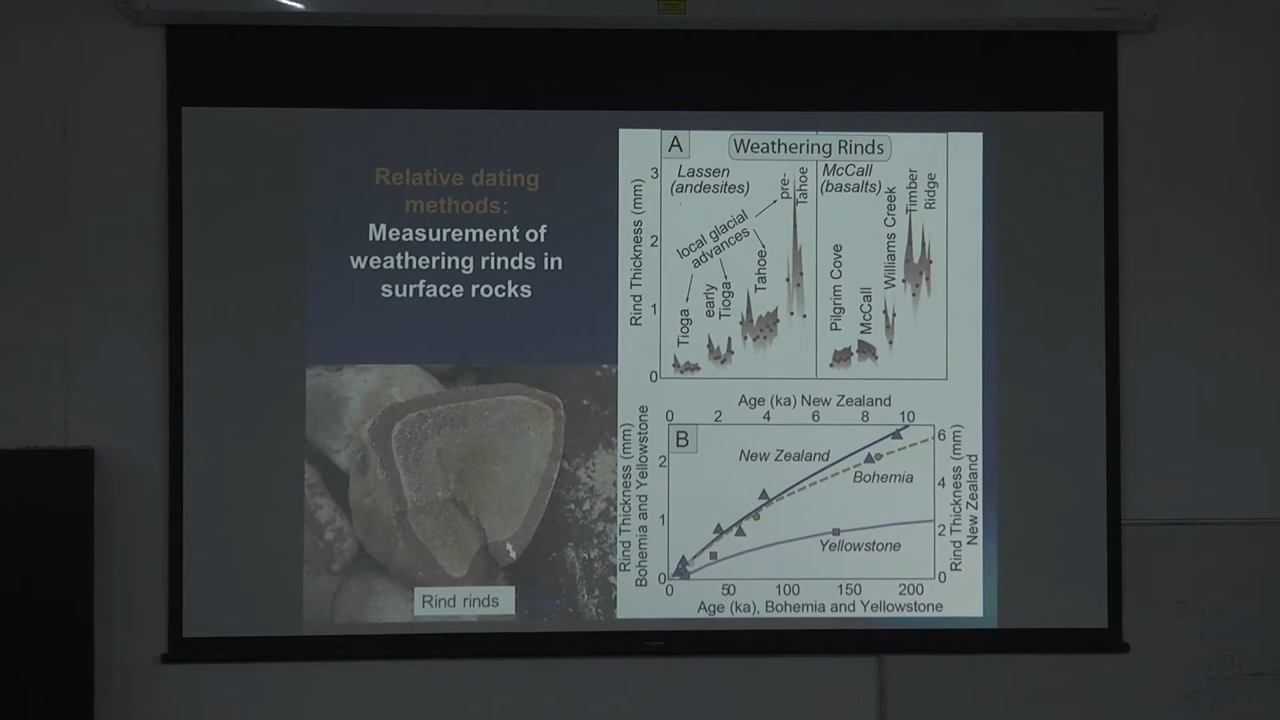 Relative dating
methods:
Measurement of
weathering rinds in
surface rocks
Rind rinds
A
Weathering Rinds
Lassen
(andesites)
McCall
(basalts)
Rind Thickness (mm)
3
2
1
0
local glacial
advances
Tioga
early
Tioga
Tahoe
pre-
Tahoe
Pilgrim Cove
McCall
Williams Creek
Timber
Ridge
Age (ka) New Zealand
0 2 4 6 8 10
B
Rind Thickness (mm)
Bohemia and Yellowstone
2
1
0
New Zealand
Bohemia
Yellowstone
6
4
2
0
Rind Thickness (mm)
New Zealand
0 50 100 150 200
Age (ka), Bohemia and Yellowstone